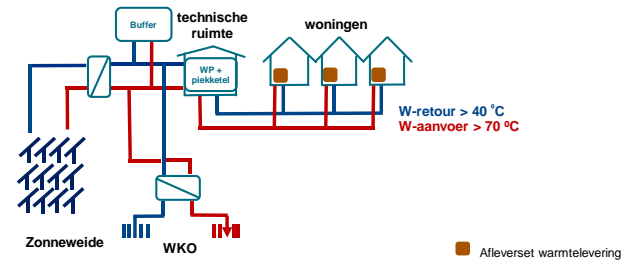 Buffer
technische
ruimte
woningen
WP +
piekketel
W-retour > 40 °C
W-aanvoer > 70 ºC
Zonneweide
WKO
Afleverset warmtelevering